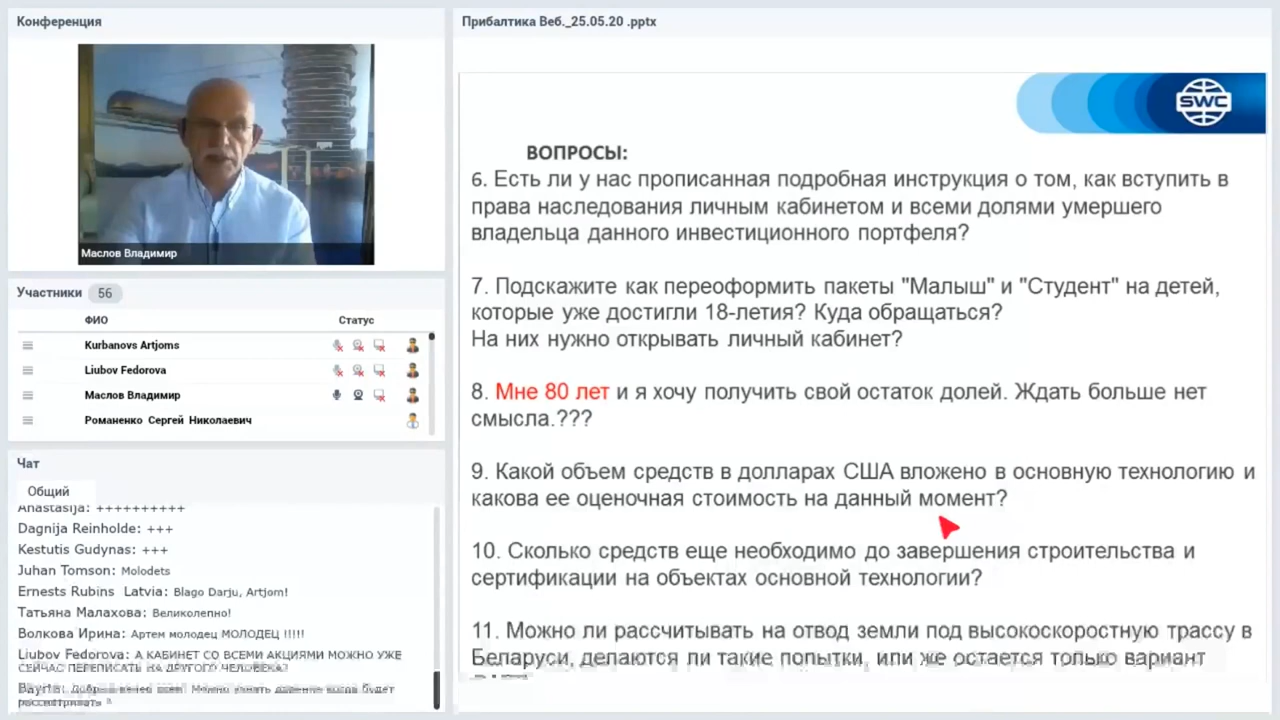 Конференция
Маслов Владимир
Участники 56
ФИО Статус
Kurbanovs Artjoms
Liubov Fedorova
Маслов Владимир
Романенко Сергей Николаевич
Чат
Общий
Anastasija: ++++++++++
Dagnija Reinholde: +++
Kestutis Gudynas: +++
Juhan Tomson: Molodets
Ernests Rubins Latvia: Blago Darju, Artjom!
Татьяна Малахова: Великолепно!
Волкова Ирина: Артем молодец МОЛОДЕЦ !!!!!
Liubov Fedorova: А КАБИНЕТ СО ВСЕМИ АКЦИЯМИ МОЖНО УЖЕ
СЕЙЧАС ПЕРЕПИСАТЬ НА ДРУГОГО ЧЕЛОВЕКА?
будет
рассматривать
Прибалтика Веб._25.05.20 .pptx
SWC
ВОПРОСЫ:
6. Есть ли у нас прописанная подробная инструкция о том, как вступить в
права наследования личным кабинетом и всеми долями умершего
владельца данного инвестиционного портфеля?
7. Подскажите как переоформить пакеты "Малыш" и "Студент" на детей,
которые уже достигли 18-летия? Куда обращаться?
На них нужно открывать личный кабинет?
8. Мне 80 лет и я хочу получить свой остаток долей. Ждать больше нет
смысла.???
9. Какой объем средств в долларах США вложено в основную технологию и
какова ее оценочная стоимость на данный момент?
10. Сколько средств еще необходимо до завершения строительства и
сертификации на объектах основной технологии?
11. Можно ли рассчитывать на отвод земли под высокоскоростную трассу в
Беларуси, делаются ли такие попытки, или же остается только вариант